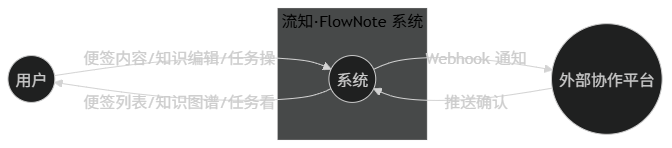 流知·FlowNote 系统
便签内容/知识编辑/任务操
Webhook 通知
用户
系统
外部协作平台
便签列表/知识图谱/任务看
推送确认